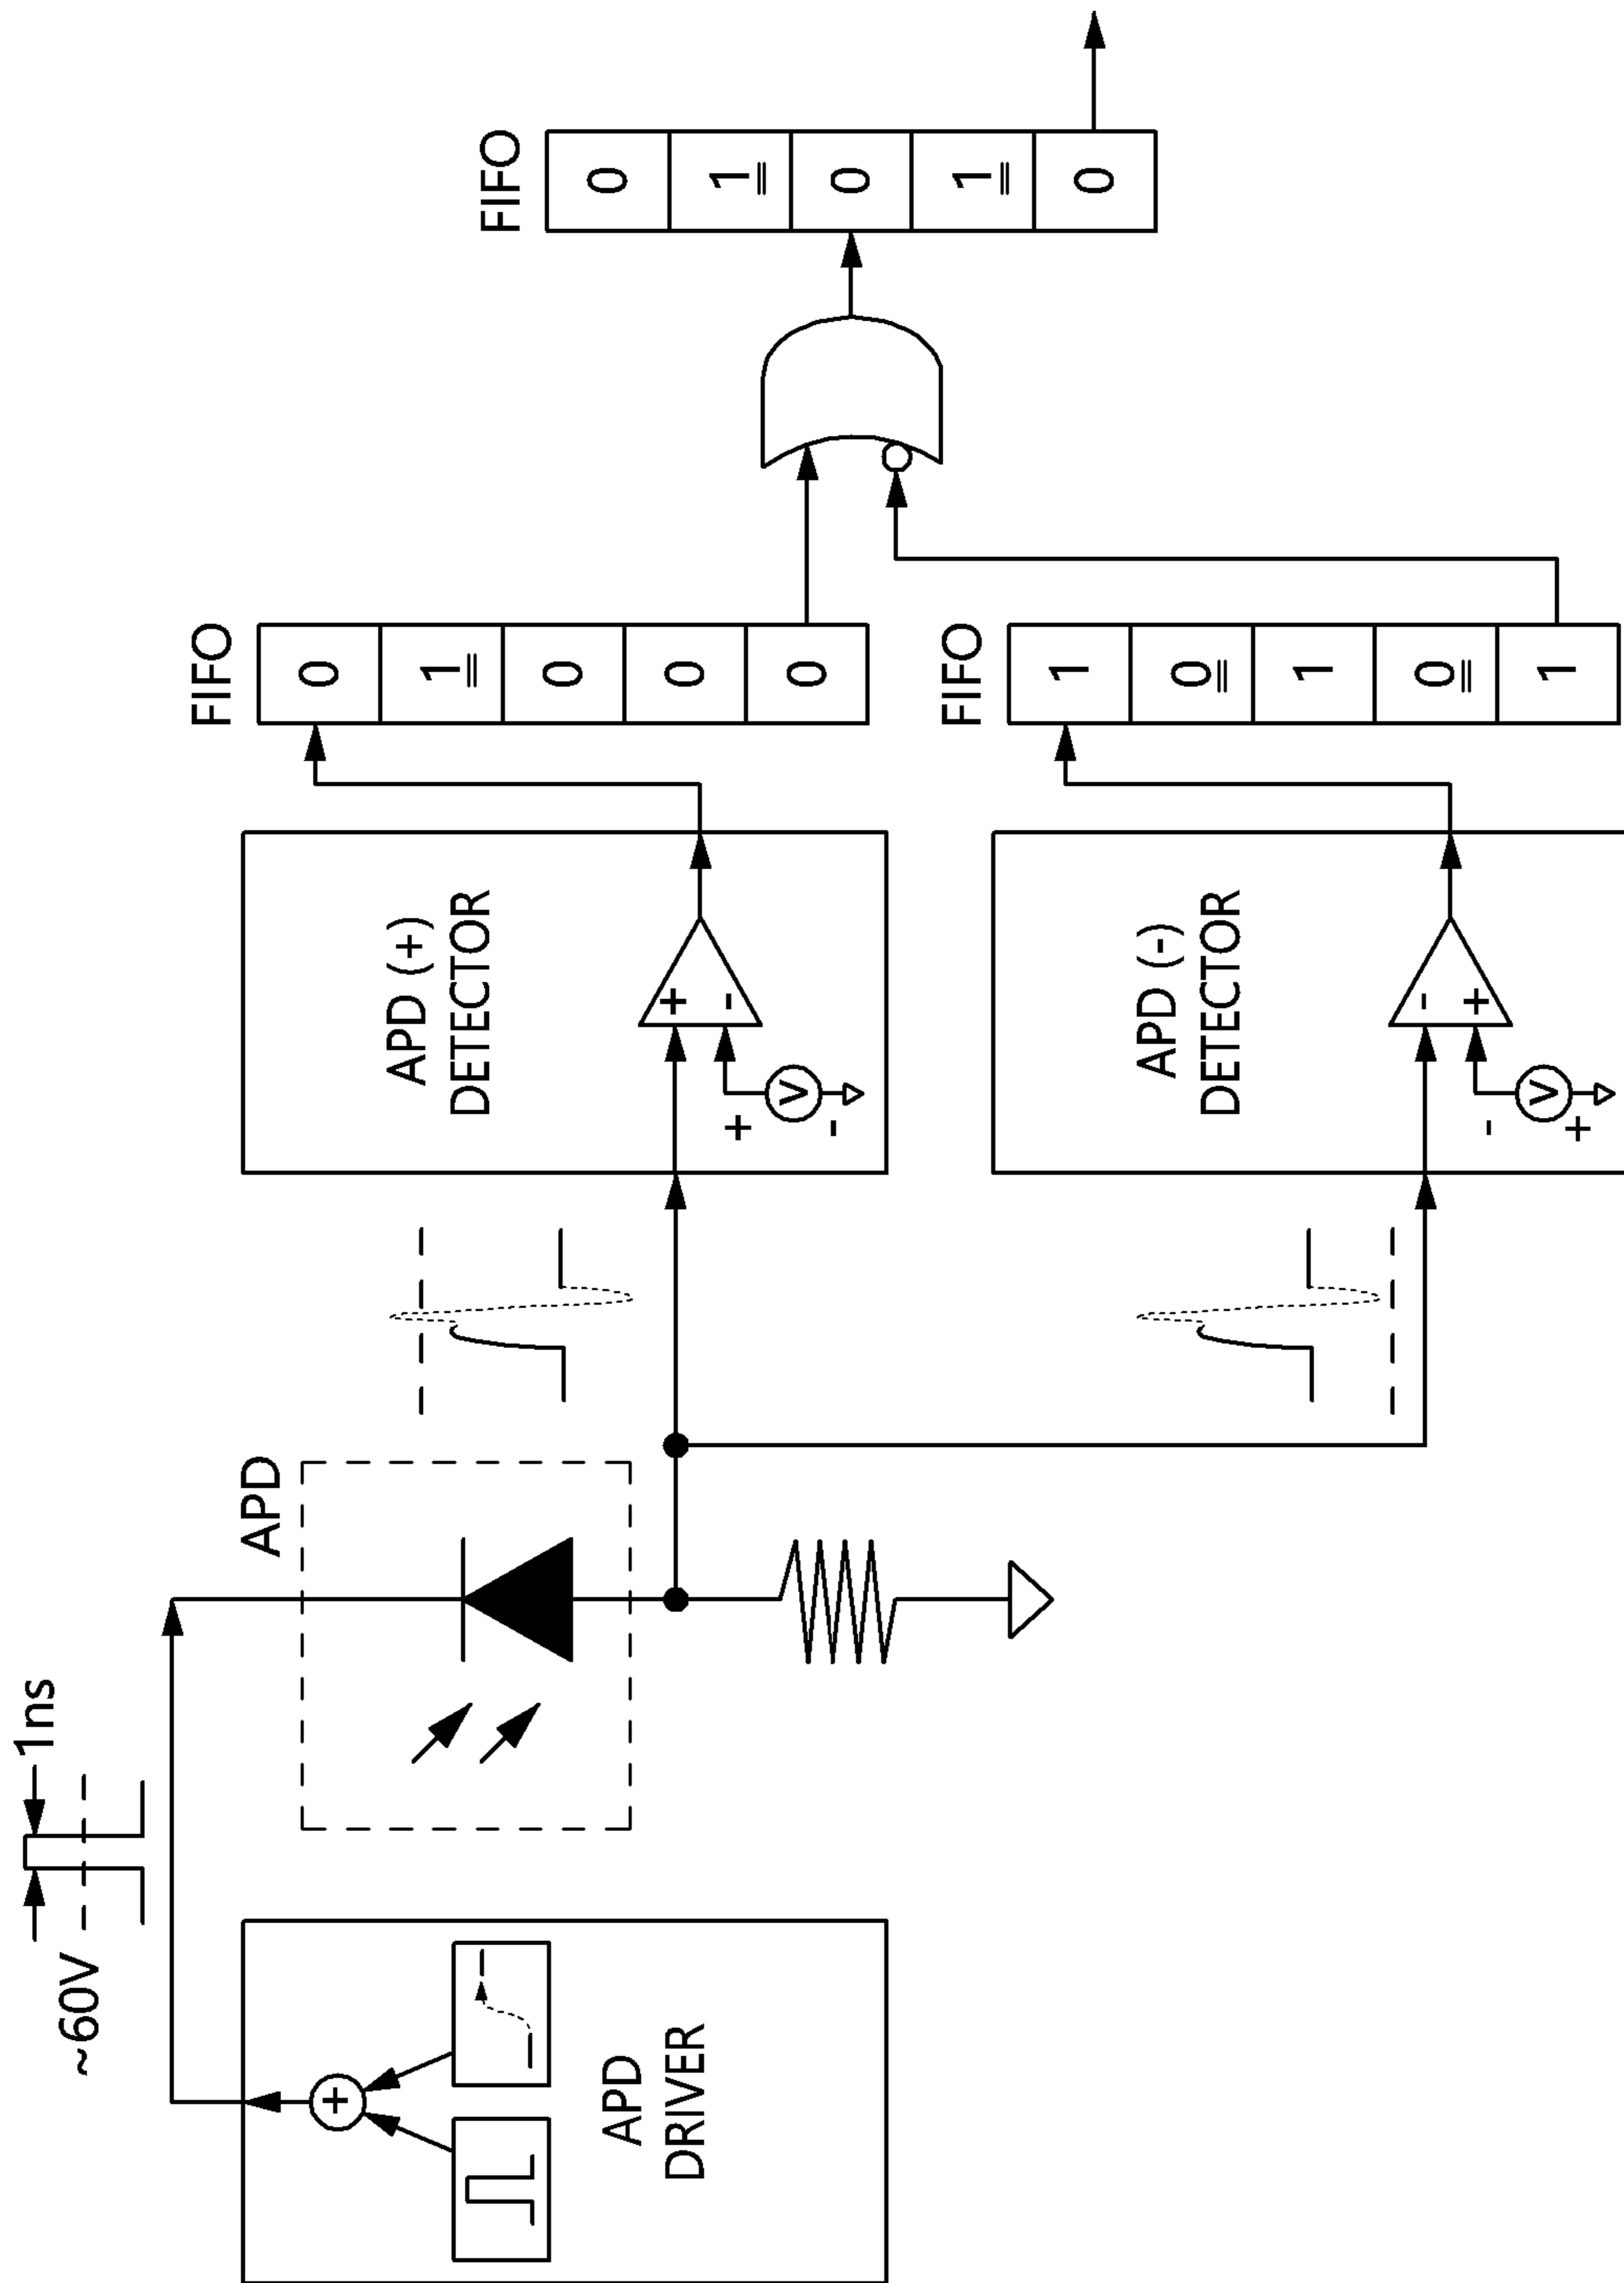 1ns
~60V
+
APD
DRIVER
APD
APD (+)
DETECTOR
+
-
+
V
-
FIFO
0
1
0
0
0
APD (-)
DETECTOR
-
+
-
V
+
FIFO
1
0
1
0
1
FIFO
0
1
0
1
0